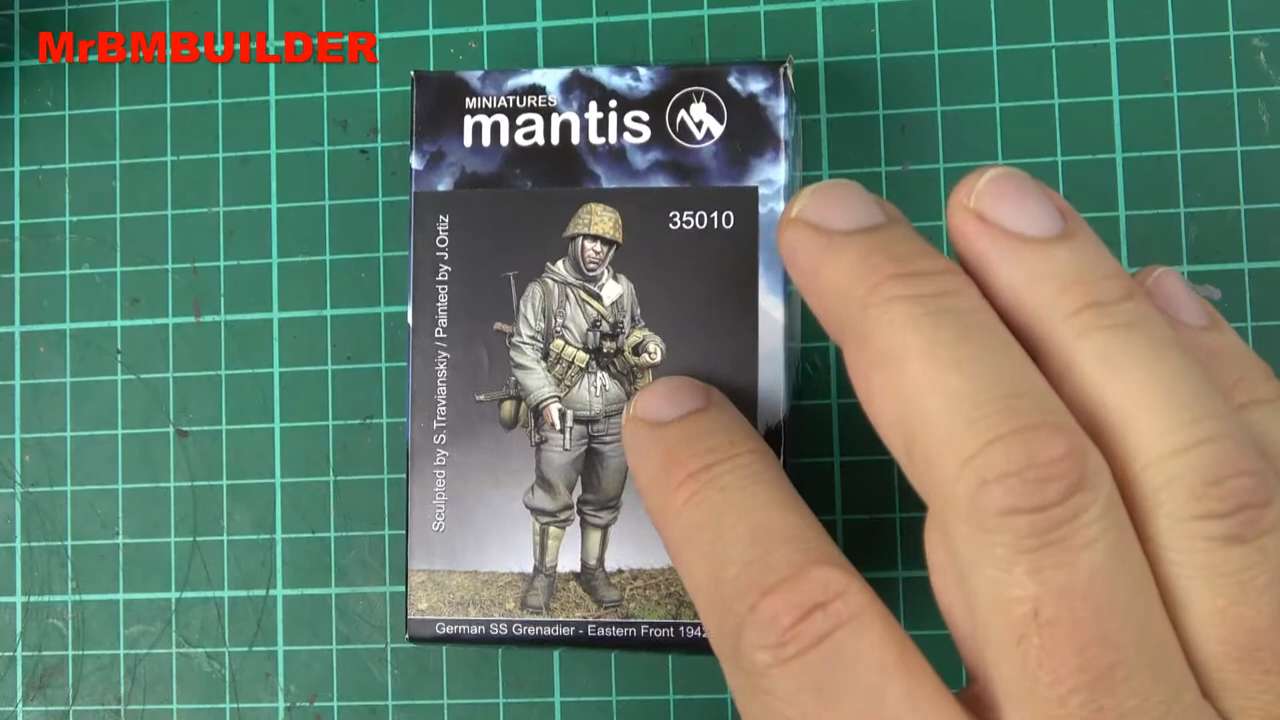 MrBMBUILDER
MINIATURES
mantis
35010
Sculpted by S.Travianskiy / Painted by J.Ortiz
German SS Grenadier - Eastern Front 1942